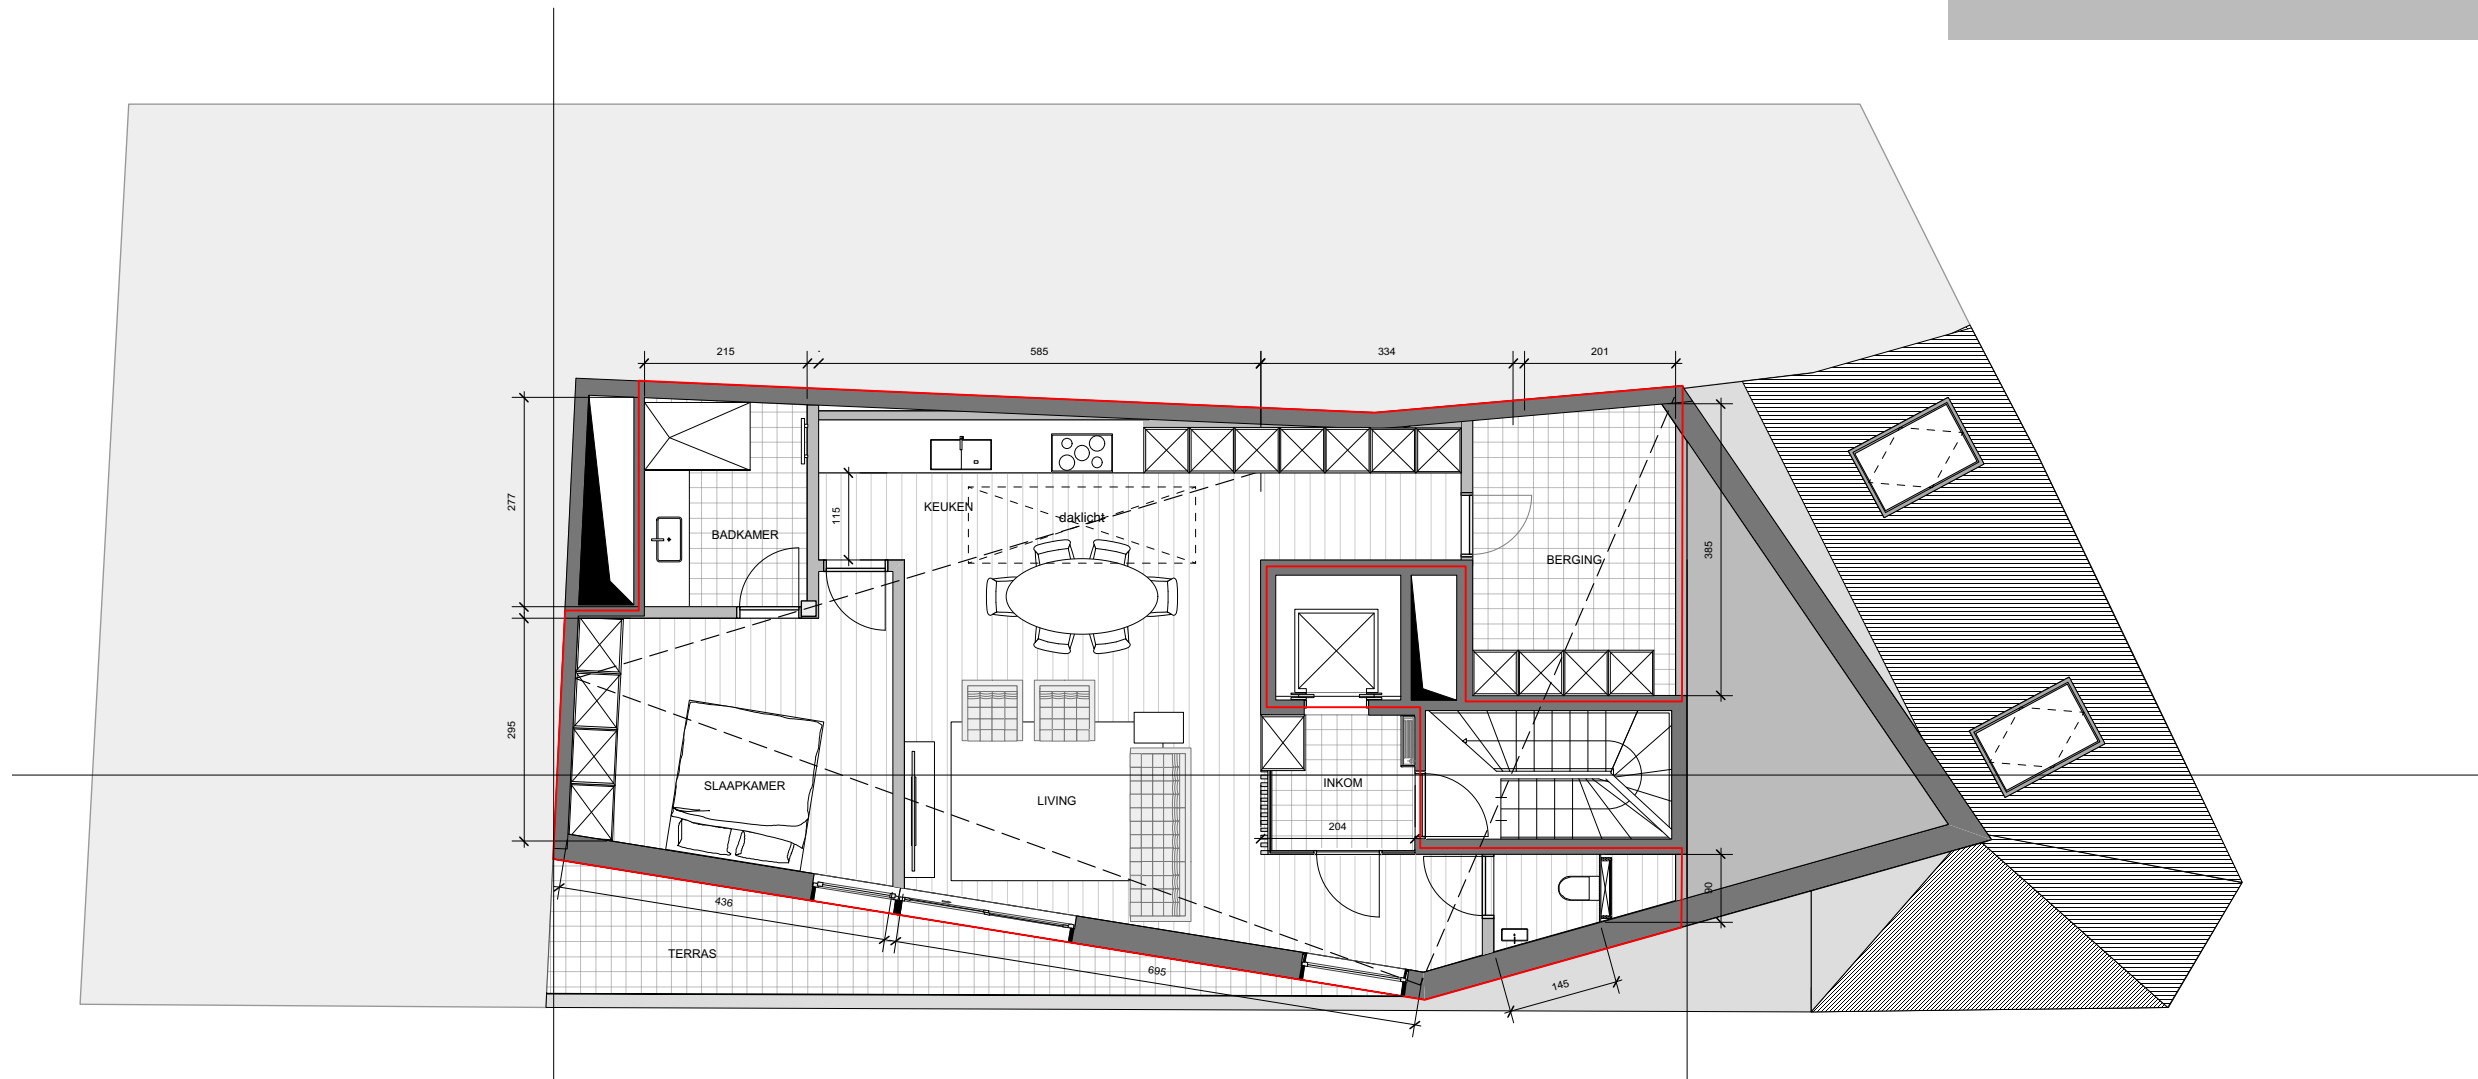 215
585
334
201
277
115
KEUKEN
daklicht
BADKAMER
BERGING
385
295
SLAAPKAMER
LIVING
INKOM
204
90
436
TERRAS
695
145